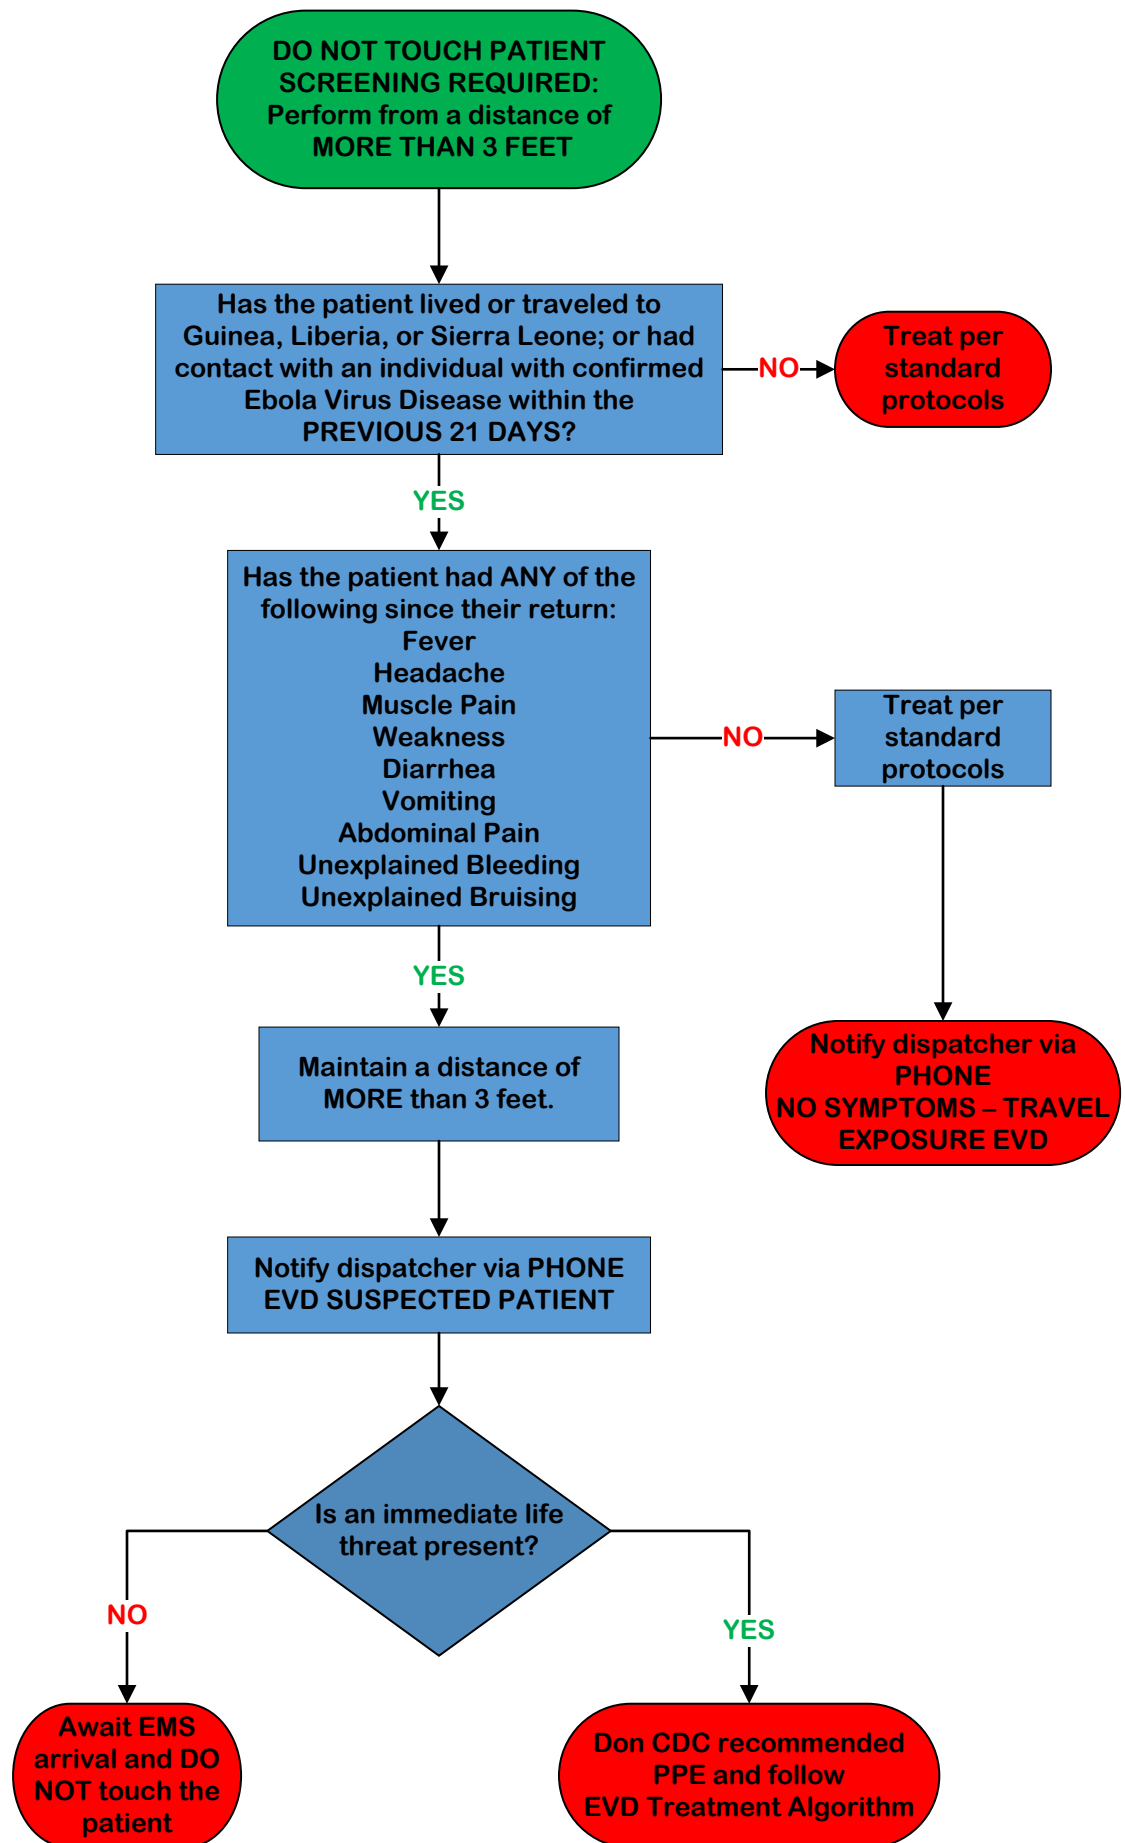 DO NOT TOUCH PATIENT
SCREENING REQUIRED:
Perform from a distance of
MORE THAN 3 FEET
Has the patient lived or traveled to
Guinea, Liberia, or Sierra Leone; or had
contact with an individual with confirmed
Ebola Virus Disease within the
PREVIOUS 21 DAYS?
NO
Treat per
standard
protocols
YES
Has the patient had ANY of the
following since their return:
Fever
Headache
Muscle Pain
Weakness
Diarrhea
Vomiting
Abdominal Pain
Unexplained Bleeding
Unexplained Bruising
NO
Treat per
standard
protocols
Notify dispatcher via
PHONE
NO SYMPTOMS – TRAVEL
EXPOSURE EVD
YES
Maintain a distance of
MORE than 3 feet.
Notify dispatcher via PHONE
EVD SUSPECTED PATIENT
Is an immediate life
threat present?
NO
Await EMS
arrival and DO
NOT touch the
patient
YES
Don CDC recommended
PPE and follow
EVD Treatment Algorithm